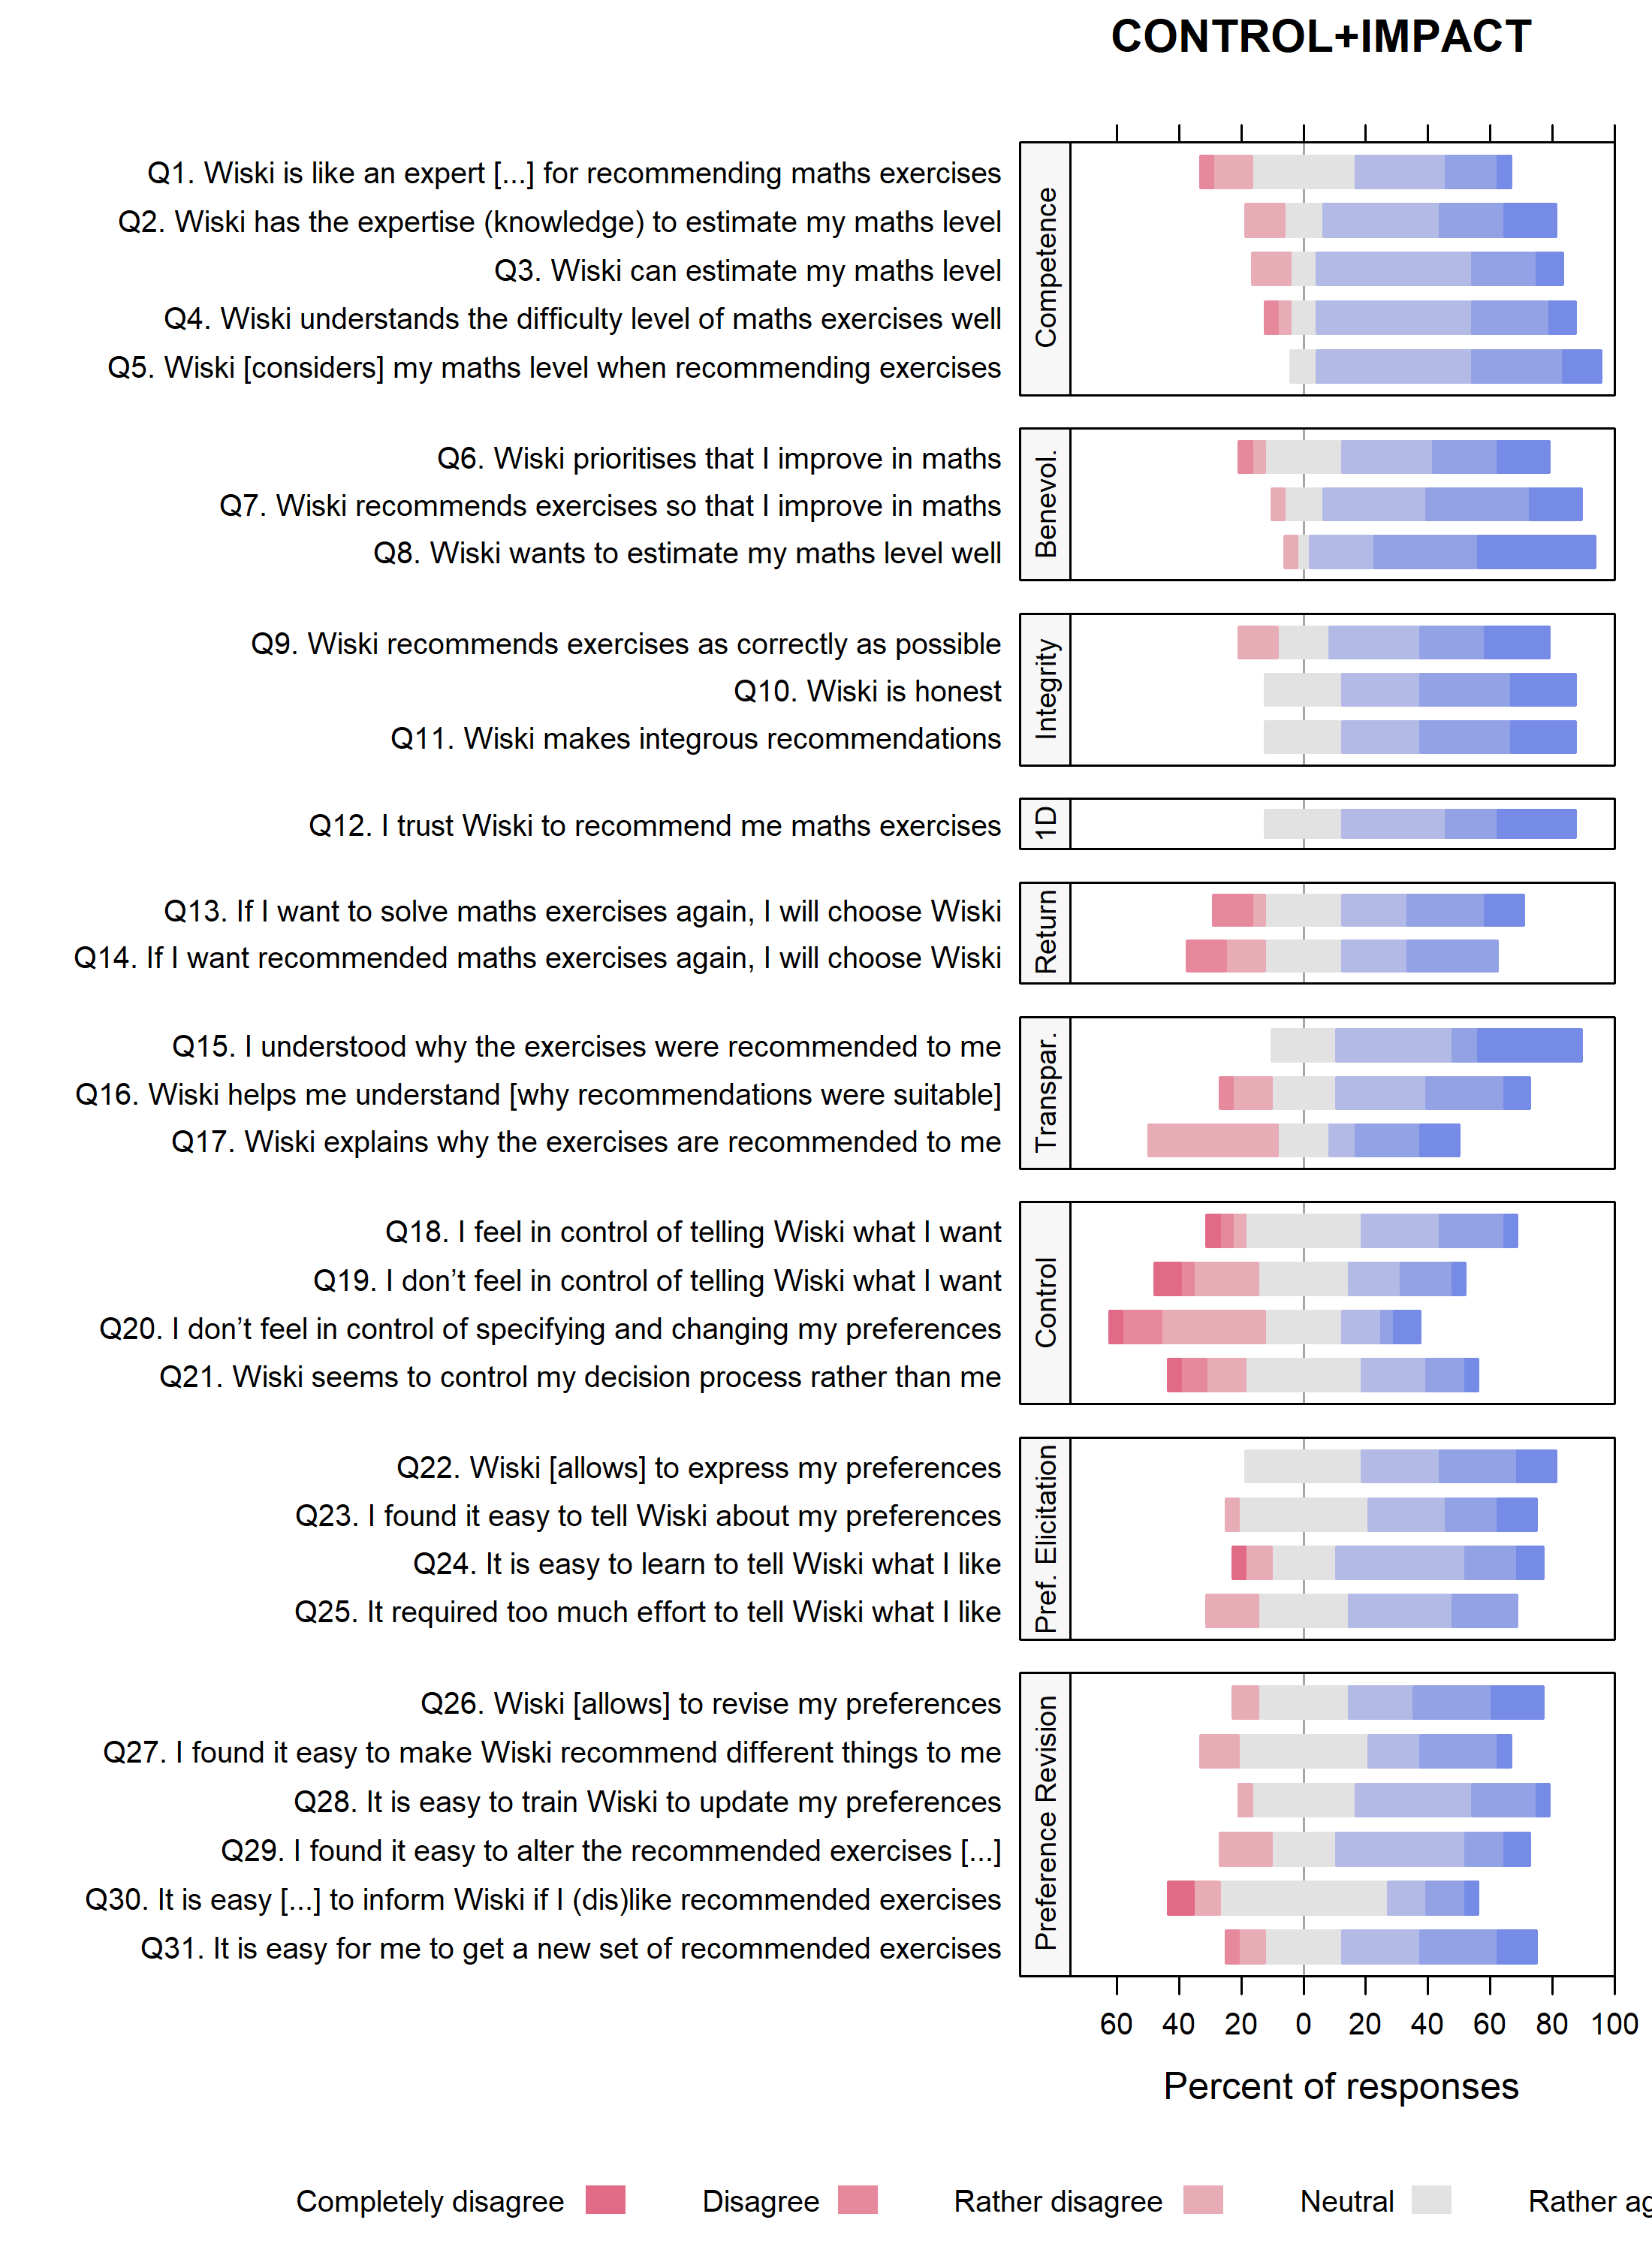 CONTROL+IMPACT
Competence
Q1. Wiski is like an expert [...] for recommending maths exercises
Q2. Wiski has the expertise (knowledge) to estimate my maths level
Q3. Wiski can estimate my maths level
Q4. Wiski understands the difficulty level of maths exercises well
Q5. Wiski [considers] my maths level when recommending exercises
Benevol.
Q6. Wiski prioritises that I improve in maths
Q7. Wiski recommends exercises so that I improve in maths
Q8. Wiski wants to estimate my maths level well
Integrity
Q9. Wiski recommends exercises as correctly as possible
Q10. Wiski is honest
Q11. Wiski makes integrous recommendations
1D
Q12. I trust Wiski to recommend me maths exercises
Return
Q13. If I want to solve maths exercises again, I will choose Wiski
Q14. If I want recommended maths exercises again, I will choose Wiski
Transpar.
Q15. I understood why the exercises were recommended to me
Q16. Wiski helps me understand [why recommendations were suitable]
Q17. Wiski explains why the exercises are recommended to me
Control
Q18. I feel in control of telling Wiski what I want
Q19. I don’t feel in control of telling Wiski what I want
Q20. I don’t feel in control of specifying and changing my preferences
Q21. Wiski seems to control my decision process rather than me
Pref. Elicitation
Q22. Wiski [allows] to express my preferences
Q23. I found it easy to tell Wiski about my preferences
Q24. It is easy to learn to tell Wiski what I like
Q25. It required too much effort to tell Wiski what I like
Preference Revision
Q26. Wiski [allows] to revise my preferences
Q27. I found it easy to make Wiski recommend different things to me
Q28. It is easy to train Wiski to update my preferences
Q29. I found it easy to alter the recommended exercises [...]
Q30. It is easy [...] to inform Wiski if I (dis)like recommended exercises
Q31. It is easy for me to get a new set of recommended exercises
60 40 20 0 20 40 60 80 100
Percent of responses
Completely disagree Disagree Rather disagree Neutral Rather